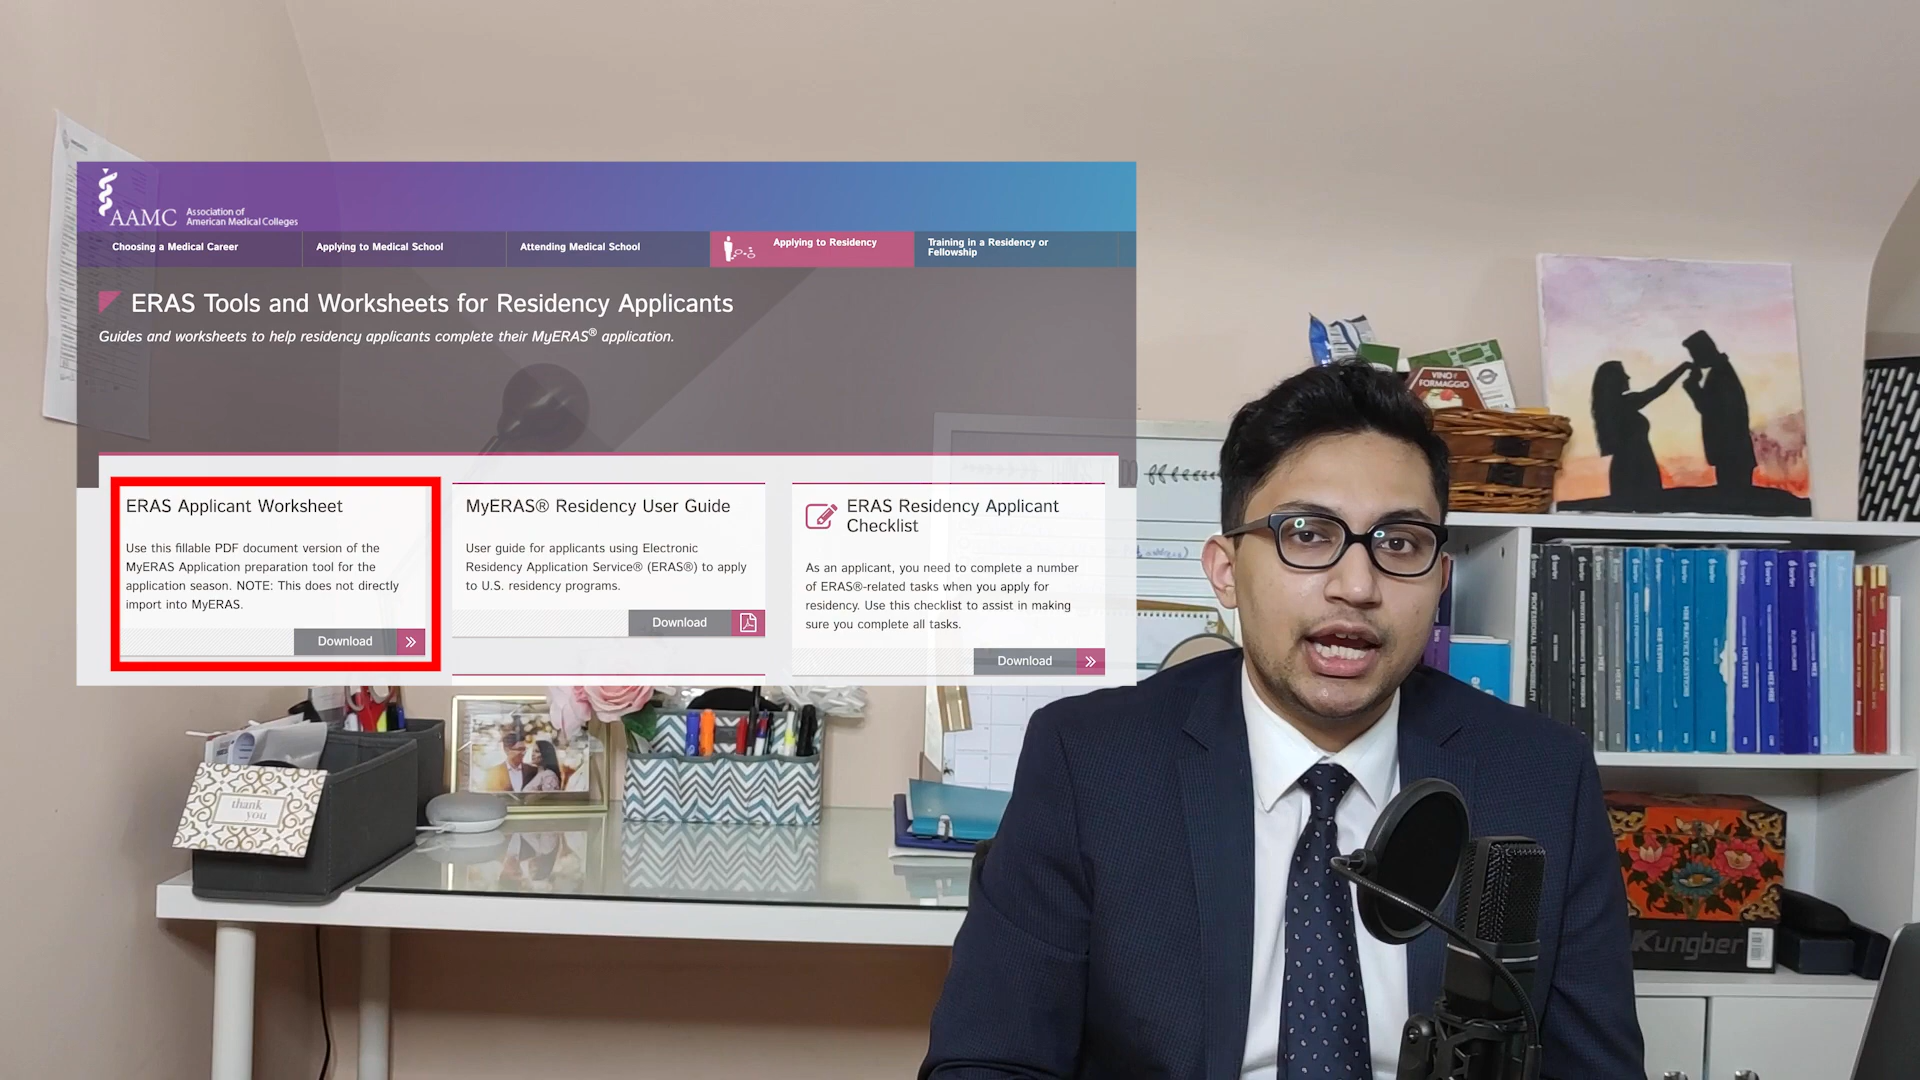 AAMC
Association of
American Medical Colleges
Choosing a Medical Career
Applying to Medical School
Attending Medical School
Applying to Residency
Training in a Residency or
Fellowship
ERAS Tools and Worksheets for Residency Applicants
Guides and worksheets to help residency applicants complete their MyERAS® application.
ERAS Applicant Worksheet
Use this fillable PDF document version of the
MyERAS Application preparation tool for the
application season. NOTE: This does not directly
import into MyERAS.
Download
MyERAS® Residency User Guide
User guide for applicants using Electronic
Residency Application Service® (ERAS®) to apply
to U.S. residency programs.
Download
ERAS Residency Applicant
Checklist
As an applicant, you need to complete a number
of ERAS®-related tasks when you apply for
residency. Use this checklist to assist in making
sure you complete all tasks.
Download
VINO E
FORMAGGIO
thank
you
PROFESSIONAL RESPONSIBILITY
Kungber